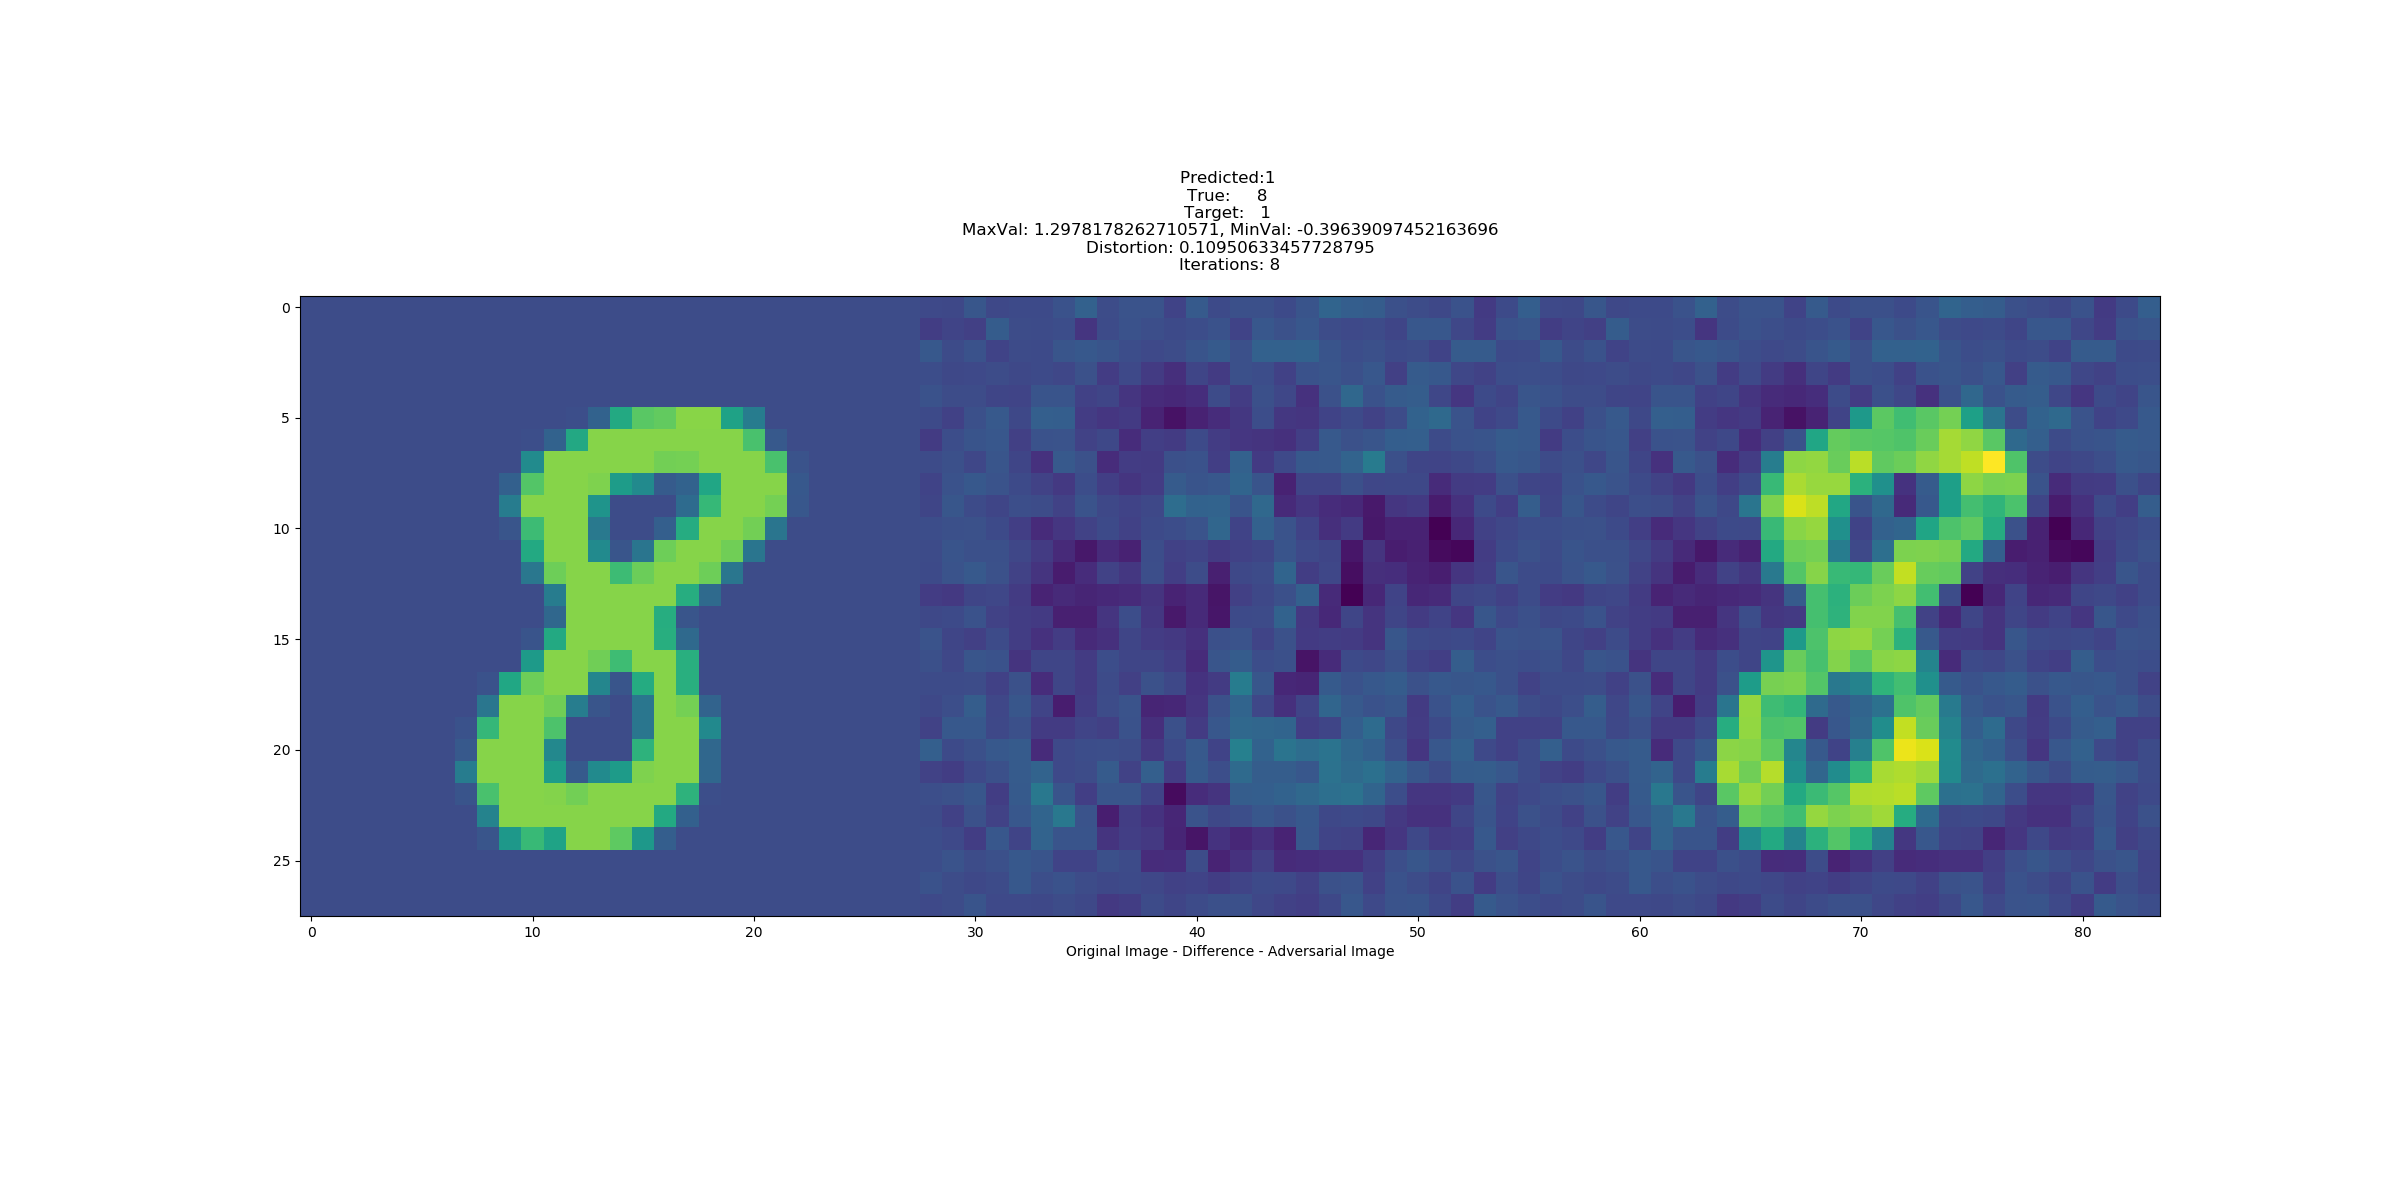 Predicted:1
True: 8
Target: 1
MaxVal: 1.2978178262710571, MinVal: -0.39639097452163696
Distortion: 0.10950633457728795
Iterations: 8
0
5
10
15
20
25
0 10 20 30 40 50 60 70 80
Original Image - Difference - Adversarial Image